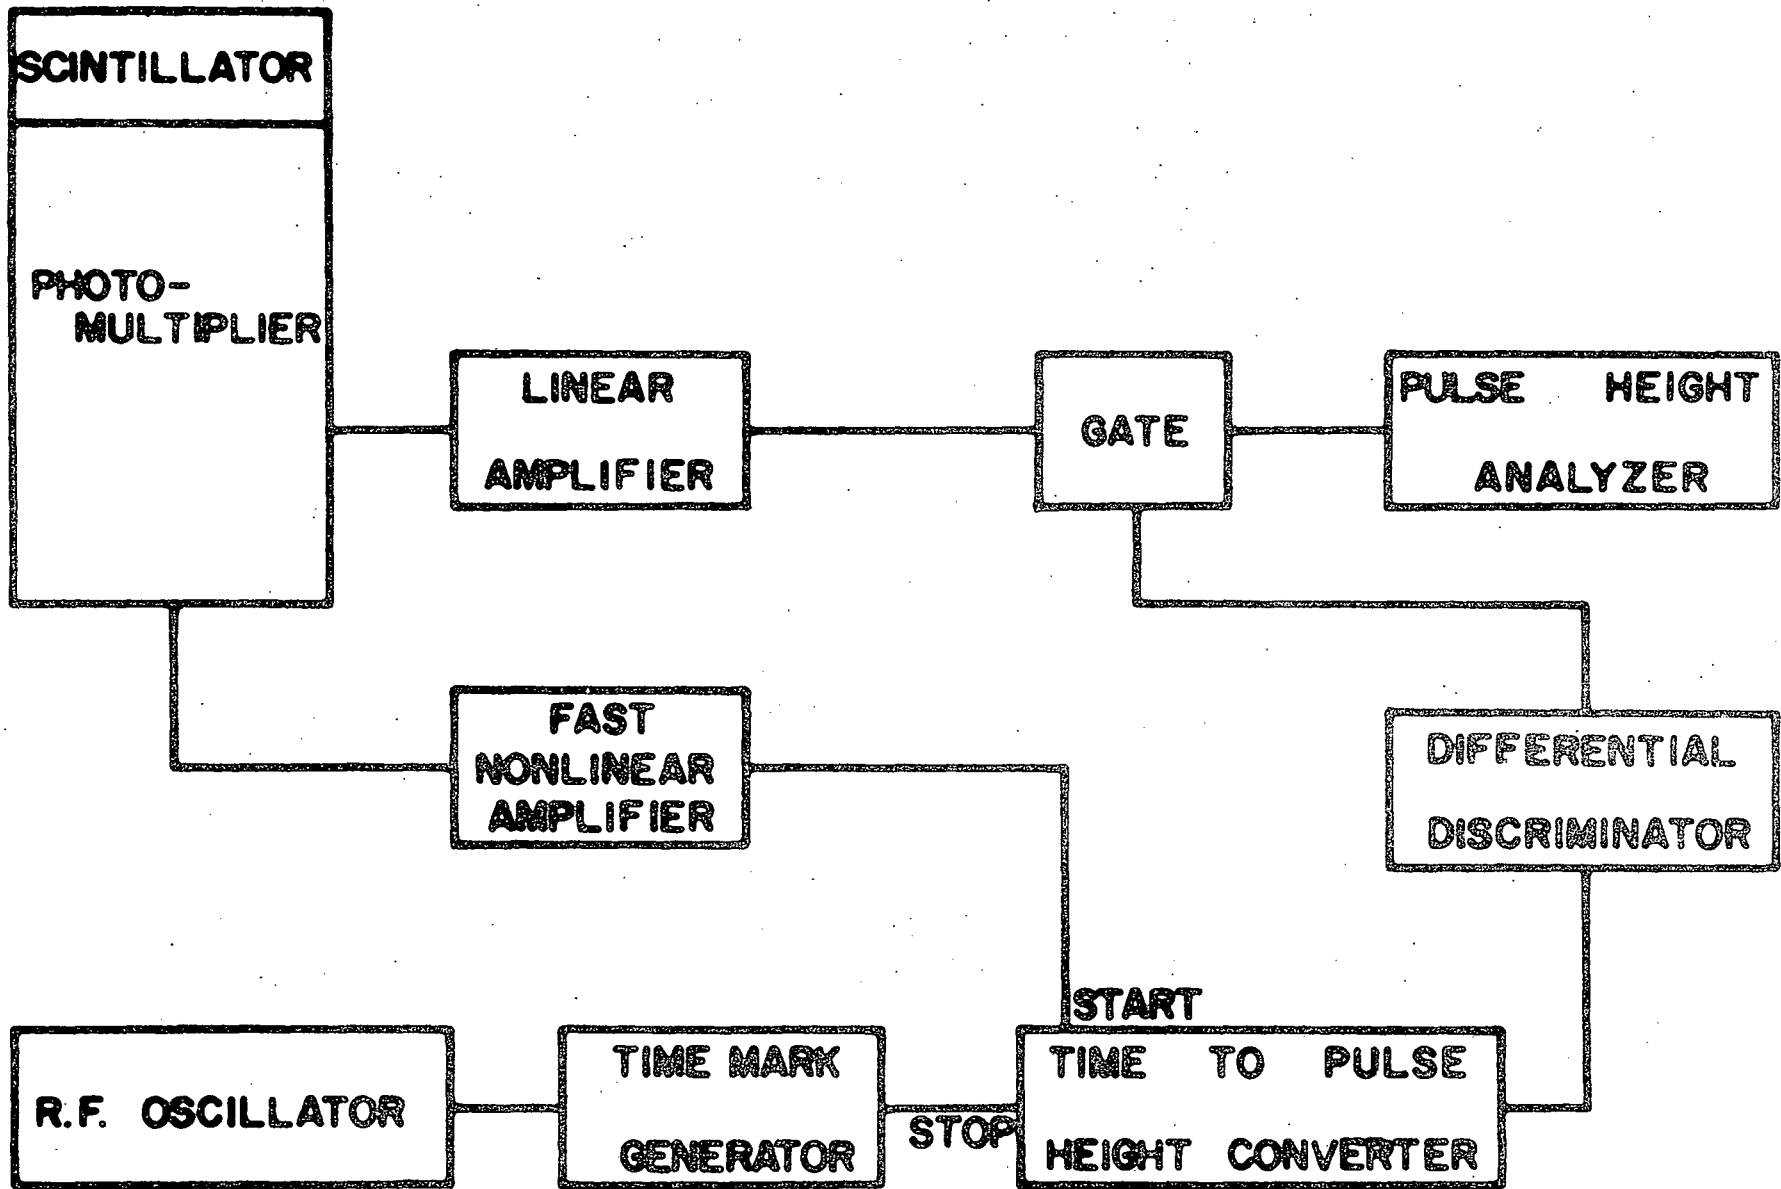 SCINTILLATOR
PHOTO-
MULTIPLIER
LINEAR
AMPLIFIER
GATE
PULSE HEIGHT
ANALYZER
FAST
NONLINEAR
AMPLIFIER
DIFFERENTIAL
DISCRIMINATOR
START
R.F. OSCILLATOR
TIME MARK
GENERATOR
STOP
TIME TO PULSE
HEIGHT CONVERTER